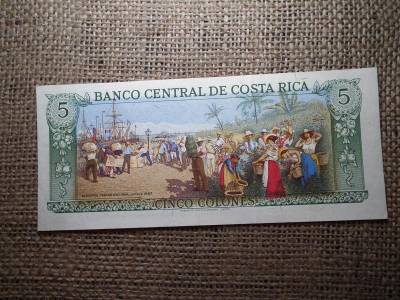 BANCO CENTRAL DE COSTA RICA
5
5
CINCO COLONES